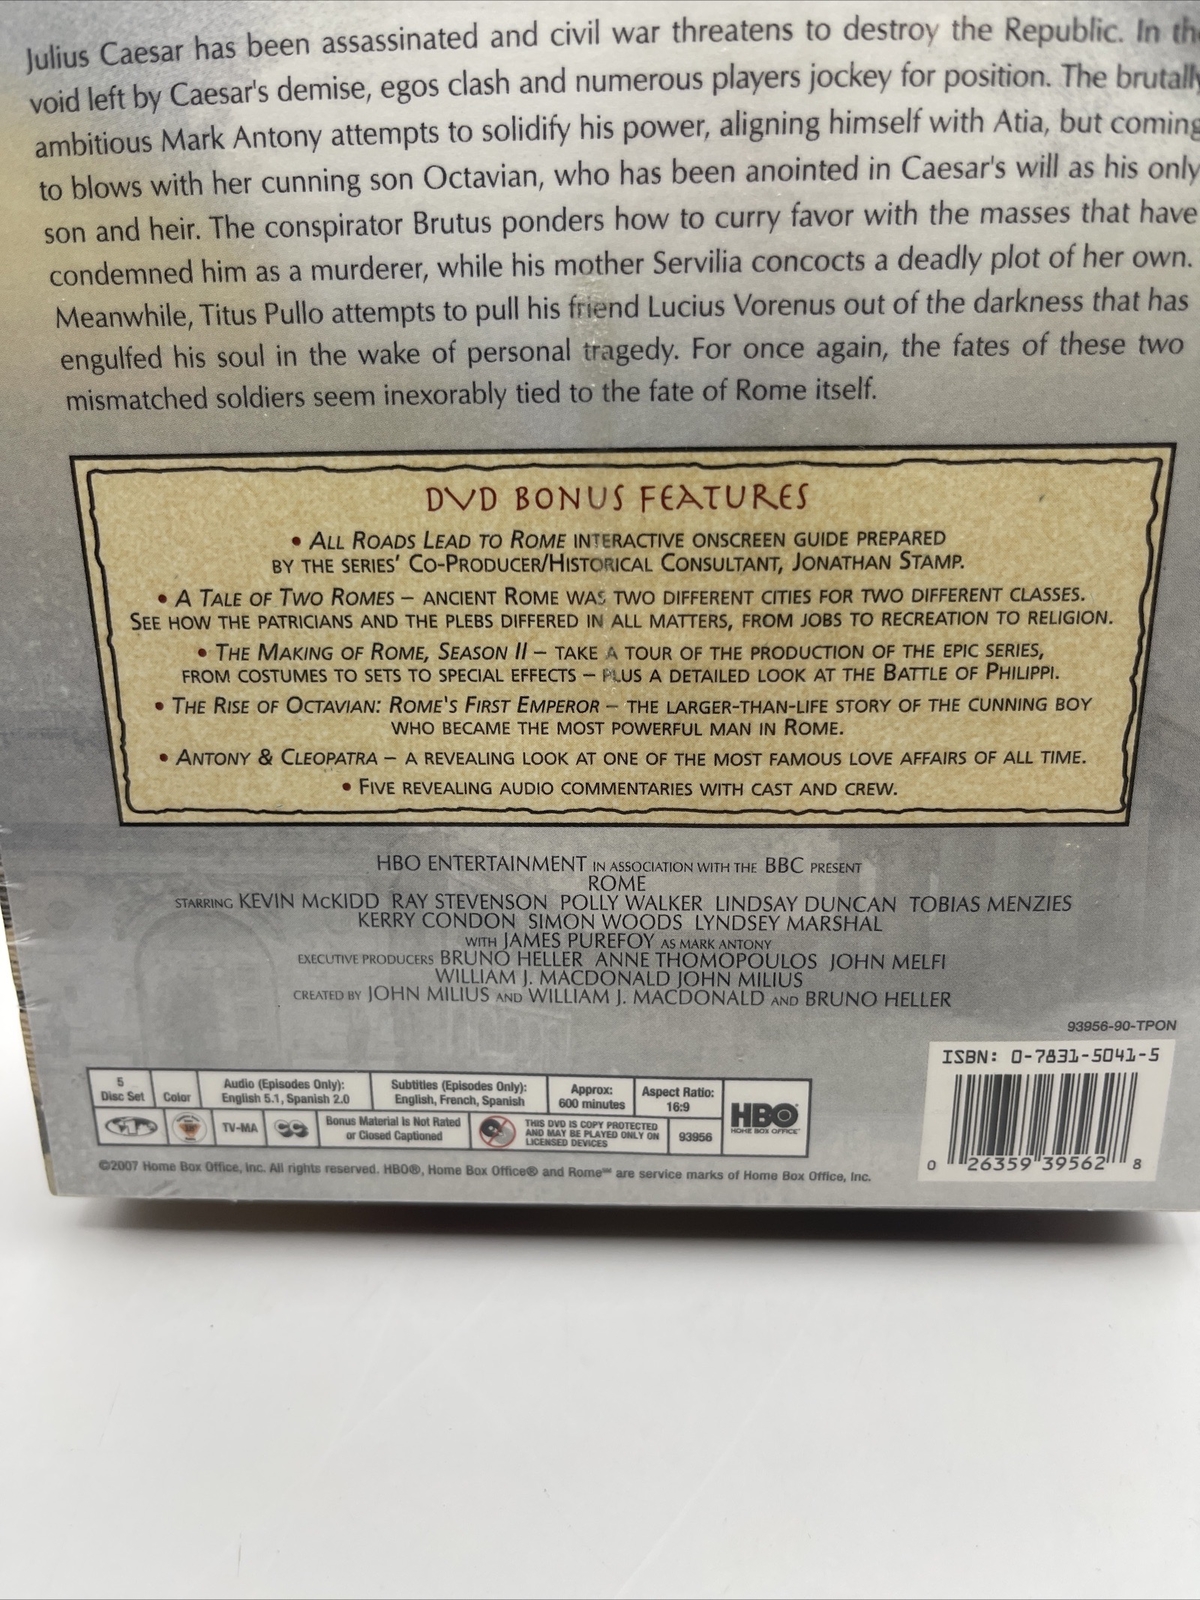 Julius Caesar has been assassinated and civil war threatens to destroy the Republic. In the
void left by Caesar's demise, egos clash and numerous players jockey for position. The brutally
ambitious Mark Antony attempts to solidify his power, aligning himself with Atia, but coming
to blows with her cunning son Octavian, who has been anointed in Caesar's will as his only
son and heir. The conspirator Brutus ponders how to curry favor with the masses that have
condemned him as a murderer, while his mother Servilia concocts a deadly plot of her own.
Meanwhile, Titus Pullo attempts to pull his friend Lucius Vorenus out of the darkness that has
engulfed his soul in the wake of personal tragedy. For once again, the fates of these two
mismatched soldiers seem inexorably tied to the fate of Rome itself.
DVD BONUS FEATURES
• ALL ROADS LEAD TO ROME INTERACTIVE ONSCREEN GUIDE PREPARED
BY THE SERIES' CO-PRODUCER/HISTORICAL CONSULTANT, JONATHAN STAMP.
• A TALE OF TWO ROMES – ANCIENT ROME WAS TWO DIFFERENT CITIES FOR TWO DIFFERENT CLASSES.
SEE HOW THE PATRICIANS AND THE PLEBS DIFFERED IN ALL MATTERS, FROM JOBS TO RECREATION TO RELIGION.
• THE MAKING OF ROME, SEASON II – TAKE A TOUR OF THE PRODUCTION OF THE EPIC SERIES,
FROM COSTUMES TO SETS TO SPECIAL EFFECTS – PLUS A DETAILED LOOK AT THE BATTLE OF PHILIPPI.
• THE RISE OF OCTAVIAN: ROME'S FIRST EMPEROR – THE LARGER-THAN-LIFE STORY OF THE CUNNING BOY
WHO BECAME THE MOST POWERFUL MAN IN ROME.
• ANTONY & CLEOPATRA – A REVEALING LOOK AT ONE OF THE MOST FAMOUS LOVE AFFAIRS OF ALL TIME.
• FIVE REVEALING AUDIO COMMENTARIES WITH CAST AND CREW.
HBO ENTERTAINMENT IN ASSOCIATION WITH THE BBC PRESENT
ROME
STARRING KEVIN McKIDD RAY STEVENSON POLLY WALKER LINDSAY DUNCAN TOBIAS MENZIES
KERRY CONDON SIMON WOODS LYNDSEY MARSHAL
WITH JAMES PUREFOY AS MARK ANTONY
EXECUTIVE PRODUCERS BRUNO HELLER ANNE THOMOPOULOS JOHN MELFI
WILLIAM J. MACDONALD JOHN MILIUS
CREATED BY JOHN MILIUS AND WILLIAM J. MACDONALD AND BRUNO HELLER
93956-90-TPON
ISBN: 0-7831-5041-5
0 26359 39562 8
5
Disc Set
Color
Audio (Episodes Only):
English 5.1, Spanish 2.0
Subtitles (Episodes Only):
English, French, Spanish
Approx:
600 minutes
Aspect Ratio:
16:9
HBO®
HOME BOX OFFICE®
TV-MA
CC
Bonus Material Is Not Rated
or Closed Captioned
THIS DVD IS COPY PROTECTED
AND MAY BE PLAYED ONLY ON
LICENSED DEVICES
93956
©2007 Home Box Office, Inc. All rights reserved. HBO®, Home Box Office® and Rome℠ are service marks of Home Box Office, Inc.